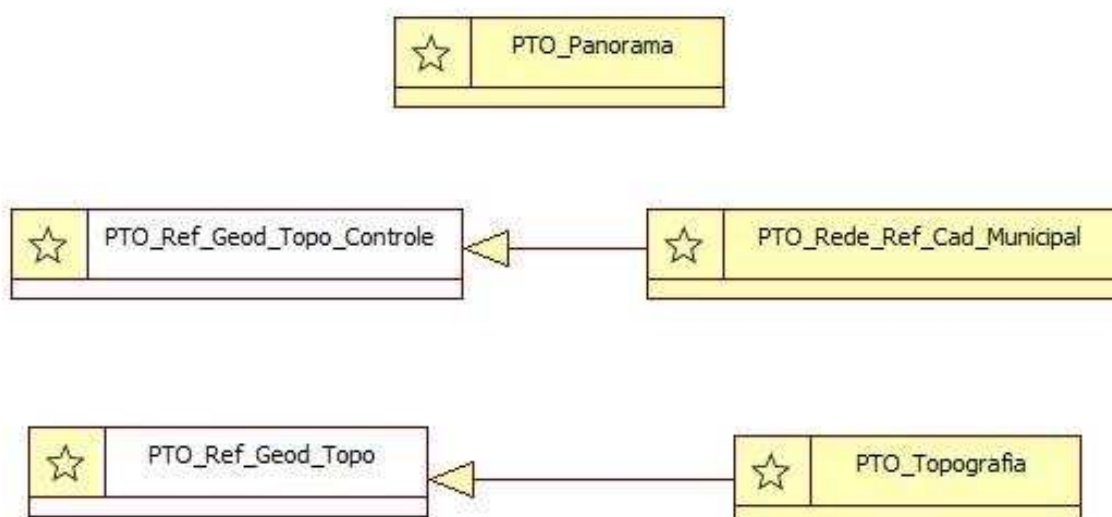 PTO_Panorama
PTO_Ref_Geod_Topo_Controle
PTO_Rede_Ref_Cad_Municipal
PTO_Ref_Geod_Topo
PTO_Topografia